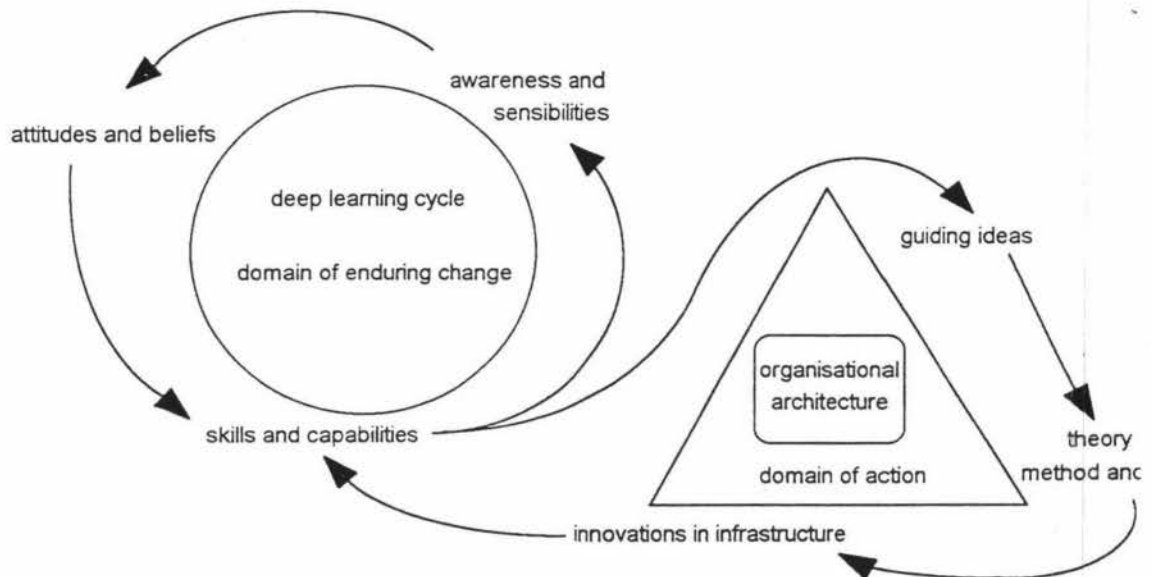 awareness and
sensibilities
attitudes and beliefs
deep learning cycle
domain of enduring change
guiding ideas
organisational
architecture
theory
method and
skills and capabilities
domain of action
innovations in infrastructure